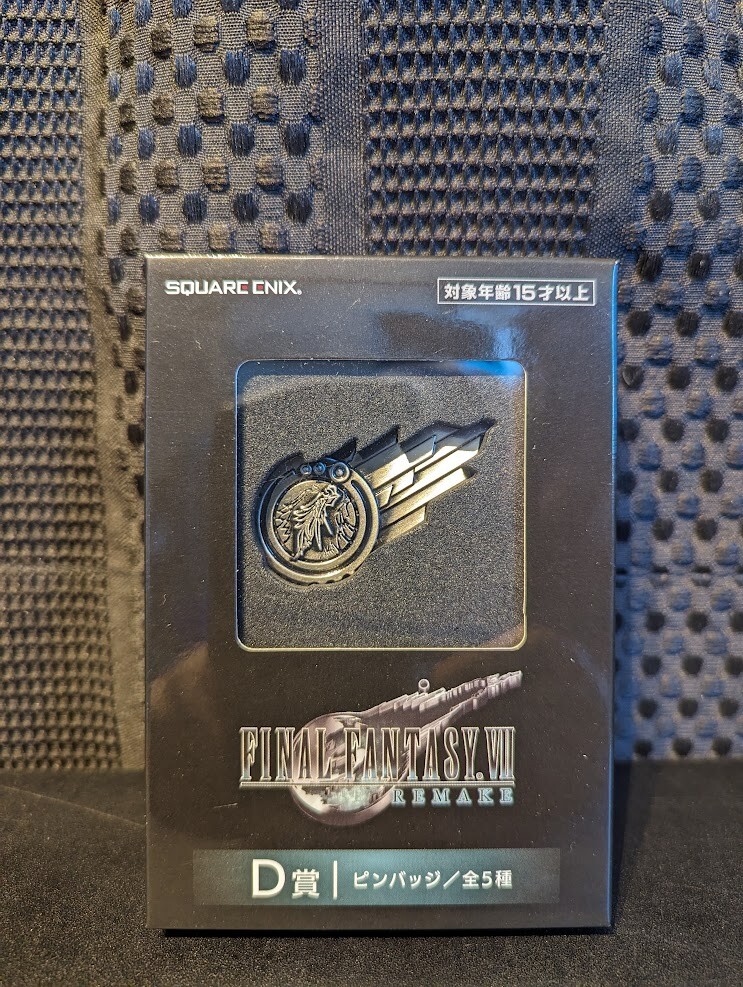 SQUARE ENIX®
対象年齢15才以上
FINAL FANTASY. VII
REMAKE
D賞 | ピンバッジ/全5種